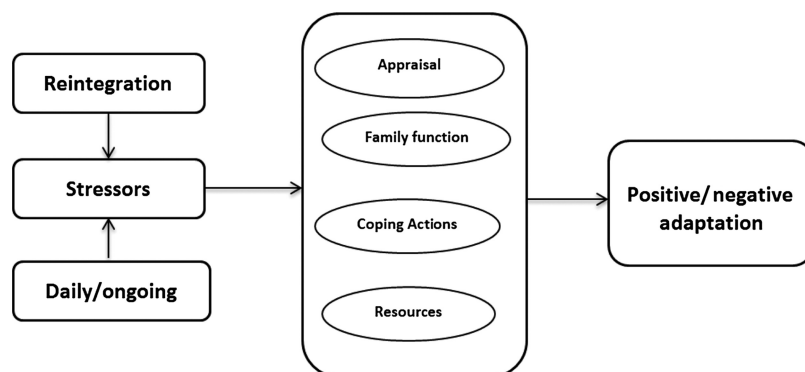 Reintegration
Stressors
Daily/ongoing
Appraisal
Family function
Coping Actions
Resources
Positive/ negative
adaptation